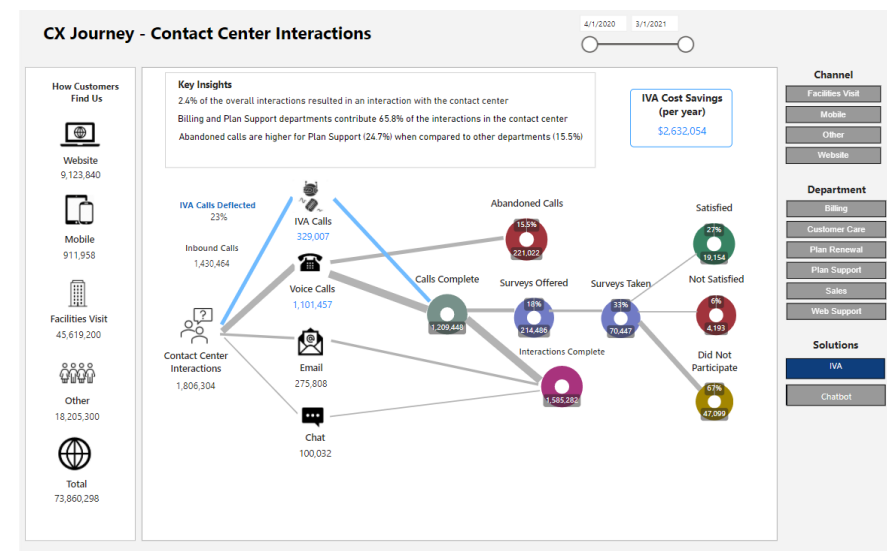 CX Journey - Contact Center Interactions
4/1/2020
3/1/2021
How Customers
Find Us
Website
9,123,840
Mobile
911,958
Facilities Visit
45,619,200
Other
18,205,300
Total
73,860,298
Key Insights
2.4% of the overall interactions resulted in an interaction with the contact center
Billing and Plan Support departments contribute 65.8% of the interactions in the contact center
Abandoned calls are higher for Plan Support (24.7%) when compared to other departments (15.5%)
IVA Cost Savings
(per year)
$2,632,054
IVA Calls Deflected
23%
Inbound Calls
1,430,464
Contact Center
Interactions
1,806,304
IVA Calls
329,007
Voice Calls
1,101,457
Email
275,808
Chat
100,032
Abandoned Calls
15.5%
221,022
Calls Complete
1,209,448
Surveys Offered
18%
214,486
Interactions Complete
1,585,282
Surveys Taken
33%
70,447
Satisfied
27%
19,154
Not Satisfied
6%
4,193
Did Not
Participate
67%
47,099
Channel
Facilities Visit
Mobile
Other
Website
Department
Billing
Customer Care
Plan Renewal
Plan Support
Sales
Web Support
Solutions
IVA
Chatbot